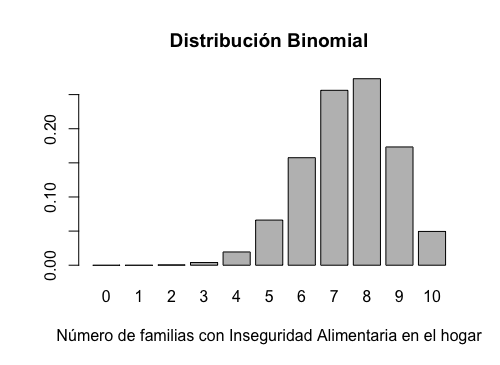 Distribución Binomial
0.20
0.10
0.00
0 1 2 3 4 5 6 7 8 9 10
Número de familias con Inseguridad Alimentaria en el hogar